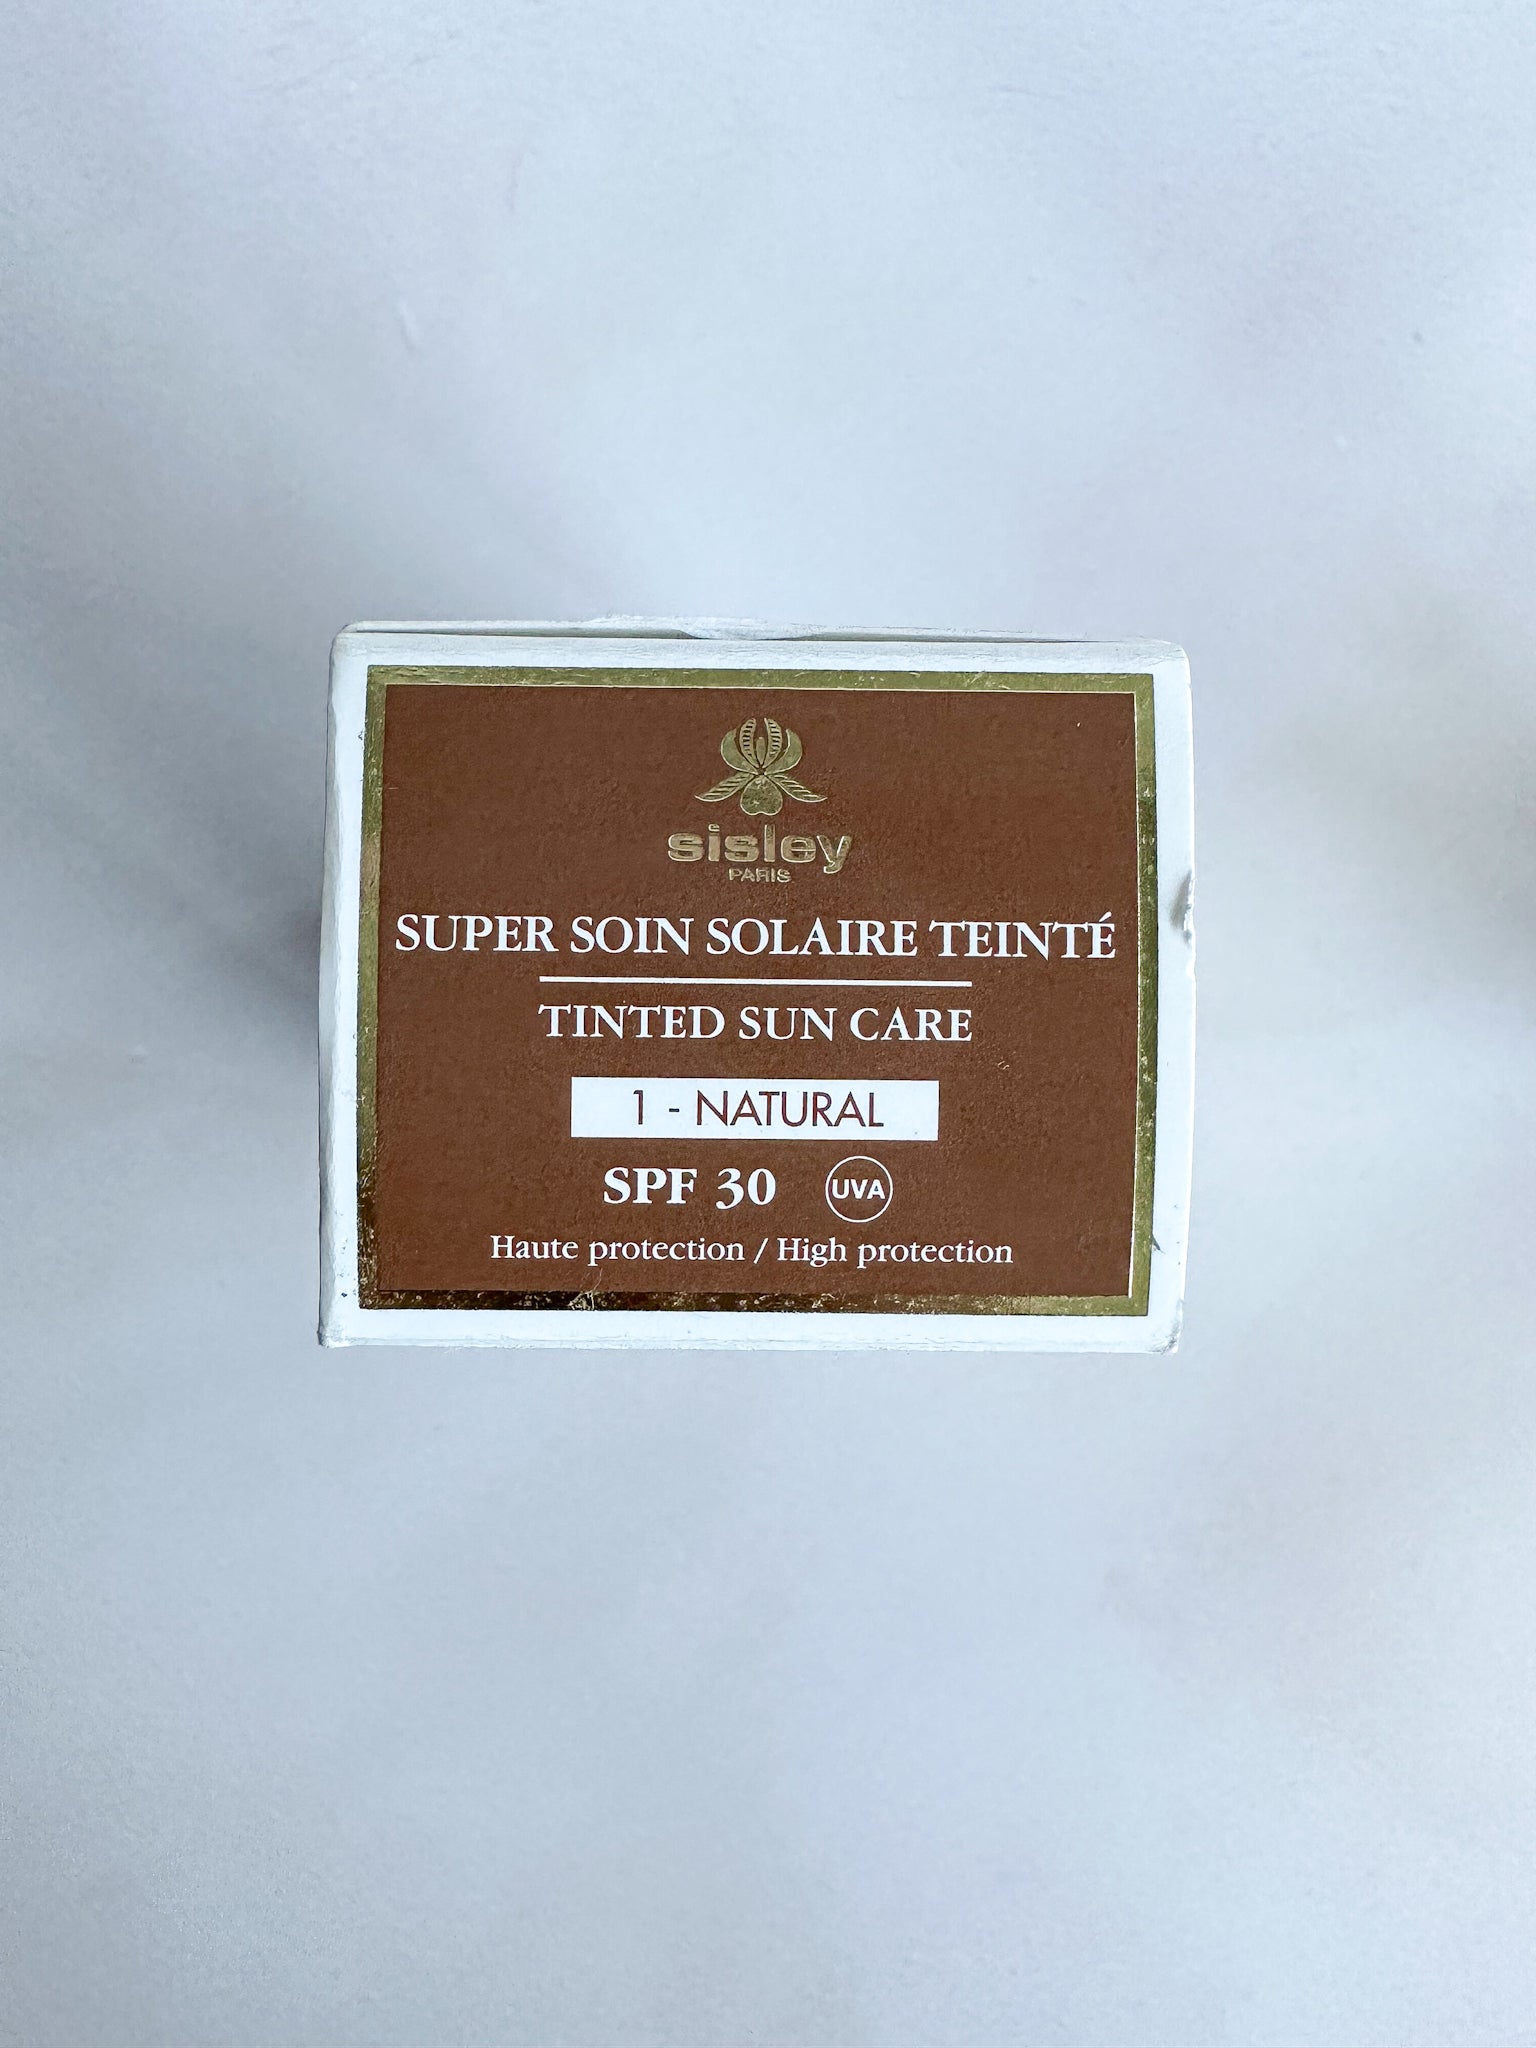 sisley
PARIS
SUPER SOIN SOLAIRE TEINTÉ
TINTED SUN CARE
1 - NATURAL
SPF 30 UVA
Haute protection / High protection